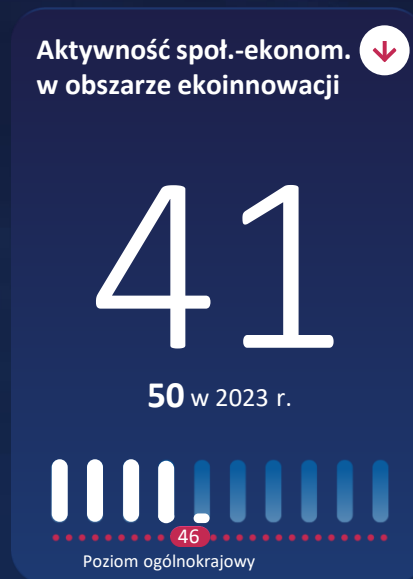 Aktywność społ.-ekonom.
w obszarze ekoinnowacji
41
50 w 2023 r.
46
Poziom ogólnokrajowy